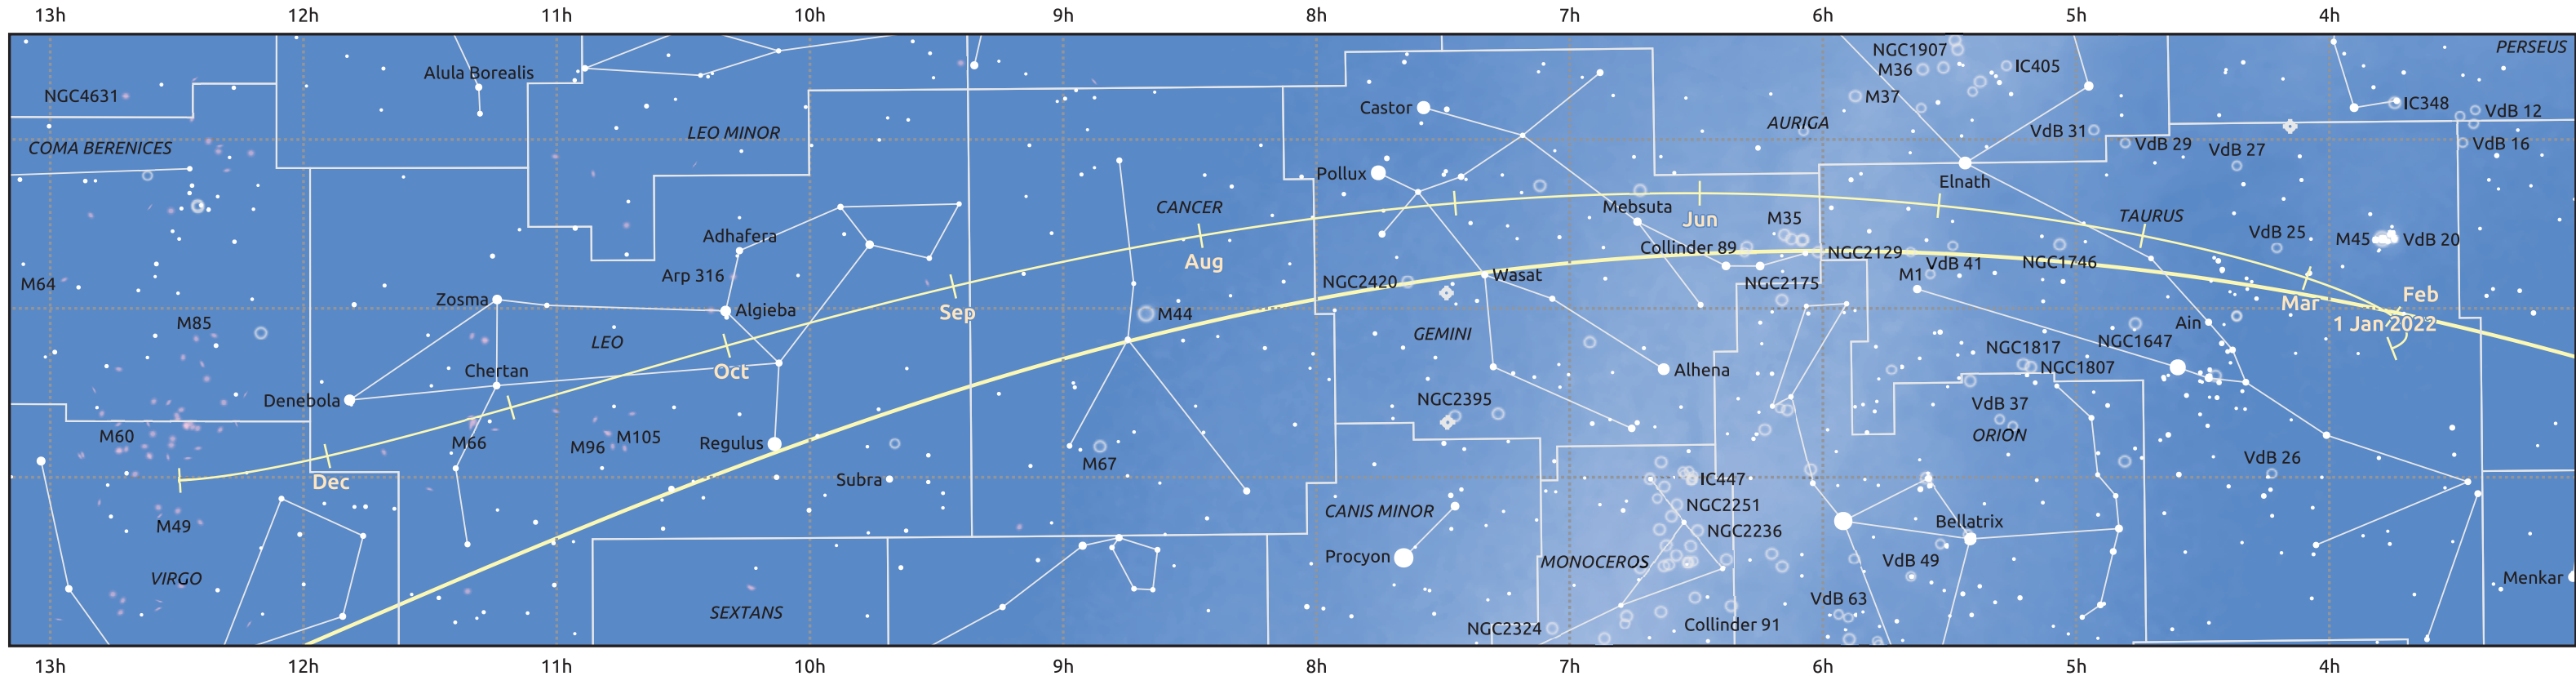 13h 12h 11h 10h 9h 8h 7h 6h 5h 4h
PERSEUS
NGC1907
M36
IC405
Alula Borealis
NGC4631
M37
Castor
IC348
VdB 12
AURIGA
VdB 31
LEO MINOR
COMA BERENICES
VdB 29
VdB 27
VdB 16
Pollux
Elnath
CANCER
Mebsuta
Jun
M35
TAURUS
Adhafera
VdB 25
M45
VdB 20
Collinder 89
NGC2129
Aug
VdB 41
NGC1746
Arp 316
Wasat
M1
M64
NGC2420
NGC2175
Feb
Zosma
Mar
Algieba
Sep
M44
M85
Ain
1 Jan 2022
GEMINI
LEO
NGC1647
NGC1817
Chertan
Oct
Alhena
NGC1807
Denebola
NGC2395
VdB 37
M60
M66
M96
M105
Regulus
ORION
M67
VdB 26
Dec
Subra
IC447
CANIS MINOR
NGC2251
M49
Bellatrix
NGC2236
Procyon
MONOCEROS
VdB 49
VIRGO
Menkar
VdB 63
SEXTANS
NGC2324
Collinder 91
13h 12h 11h 10h 9h 8h 7h 6h 5h 4h